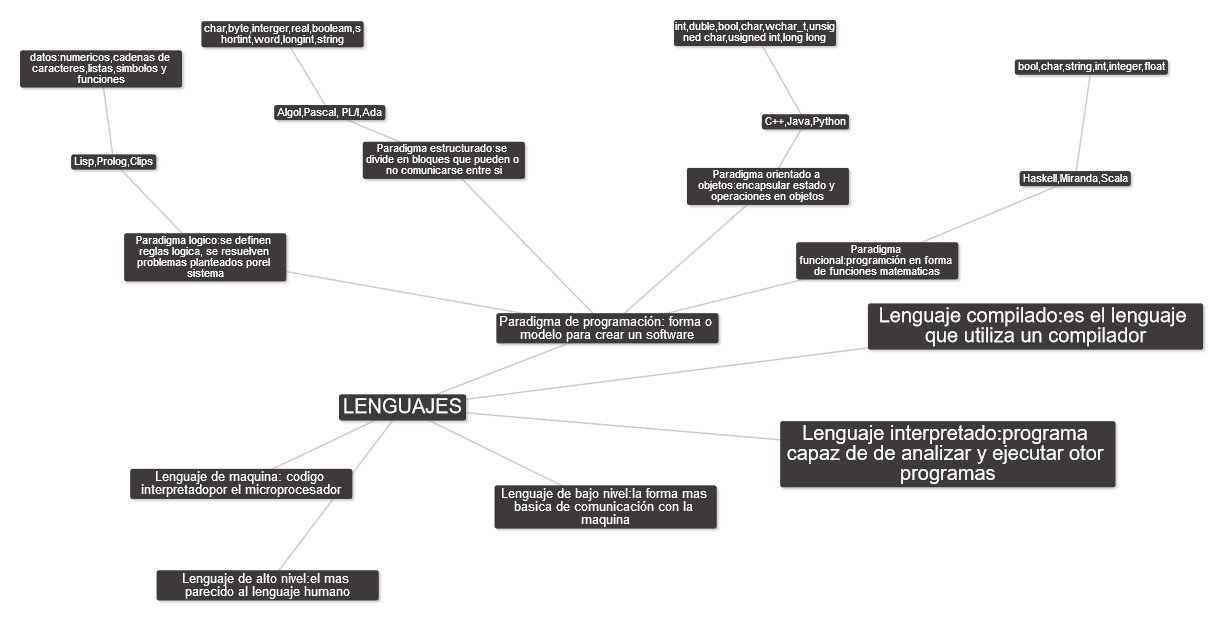 char,byte,interger,real,booleam,s
hortint,word,longint,string
int,duble,bool,char,wchar_t,unsig
ned char,usigned int,long long
datos:numericos,cadenas de
caracteres,listas,simbolos y
funciones
bool,char,string,int,integer,float
Algol,Pascal, PL/I,Ada
C++,Java,Python
Lisp,Prolog,Clips
Paradigma estructurado:se
divide en bloques que pueden o
no comunicarse entre si
Paradigma orientado a
objetos:encapsular estado y
operaciones en objetos
Haskell,Miranda,Scala
Paradigma logico:se definen
reglas logica, se resuelven
problemas planteados porel
sistema
Paradigma
funcional:programción en forma
de funciones matematicas
Paradigma de programación: forma o
modelo para crear un software
Lenguaje compilado:es el lenguaje
que utiliza un compilador
LENGUAJES
Lenguaje interpretado:programa
capaz de de analizar y ejecutar otor
programas
Lenguaje de maquina: codigo
interpretadopor el microprocesador
Lenguaje de bajo nivel:la forma mas
basica de comunicación con la
maquina
Lenguaje de alto nivel:el mas
parecido al lenguaje humano